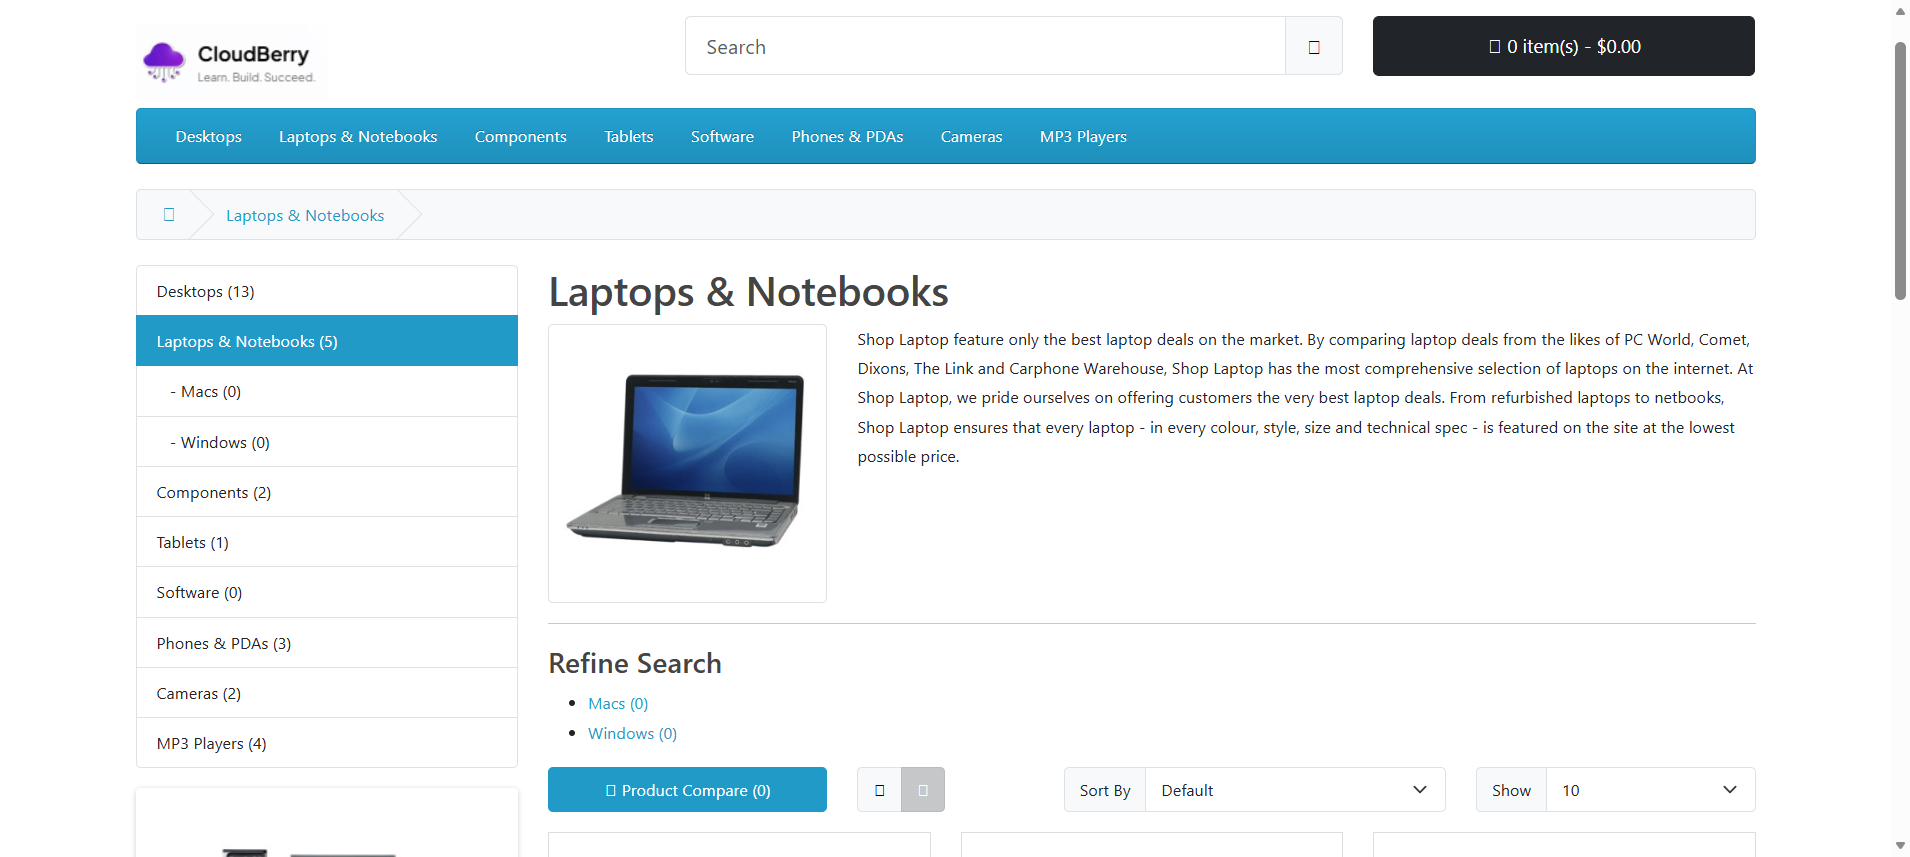 CloudBerry
Learn. Build. Succeed.
Search
0 item(s) - $0.00
Desktops
Laptops & Notebooks
Components
Tablets
Software
Phones & PDAs
Cameras
MP3 Players
Laptops & Notebooks
Desktops (13)
Laptops & Notebooks (5)
- Macs (0)
- Windows (0)
Components (2)
Tablets (1)
Software (0)
Phones & PDAs (3)
Cameras (2)
MP3 Players (4)
Laptops & Notebooks
Shop Laptop feature only the best laptop deals on the market. By comparing laptop deals from the likes of PC World, Comet,
Dixons, The Link and Carphone Warehouse, Shop Laptop has the most comprehensive selection of laptops on the internet. At
Shop Laptop, we pride ourselves on offering customers the very best laptop deals. From refurbished laptops to netbooks,
Shop Laptop ensures that every laptop - in every colour, style, size and technical spec - is featured on the site at the lowest
possible price.
Refine Search
Macs (0)
Windows (0)
Product Compare (0)
Sort By
Default
Show
10